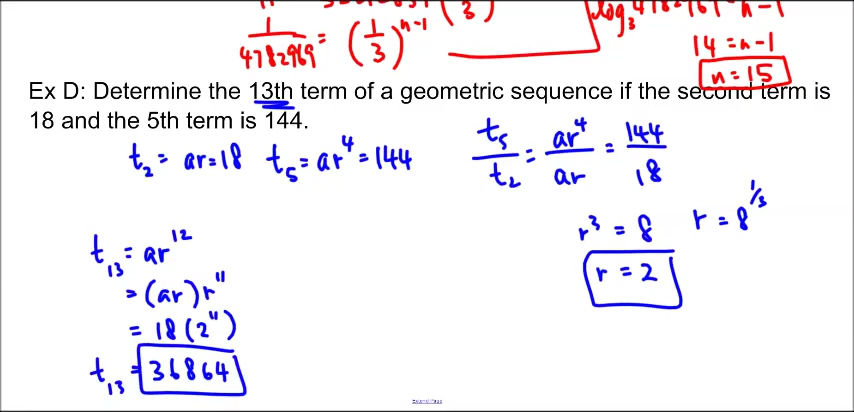 1/4782969 = (1/3)^(n-1) (   /3)
log₃ 4782969 = n-1
14 = n-1
n = 15
Ex D: Determine the 13th term of a geometric sequence if the second term is
18 and the 5th term is 144.
t₂ = ar = 18 t₅ = ar⁴ = 144
t₅/t₂ = ar⁴/ar = 144/18
r³ = 8 r = 8^(1/3)
r = 2
t₁₃ = ar¹²
= (ar)r¹¹
= 18(2¹¹)
t₁₃ = 36864